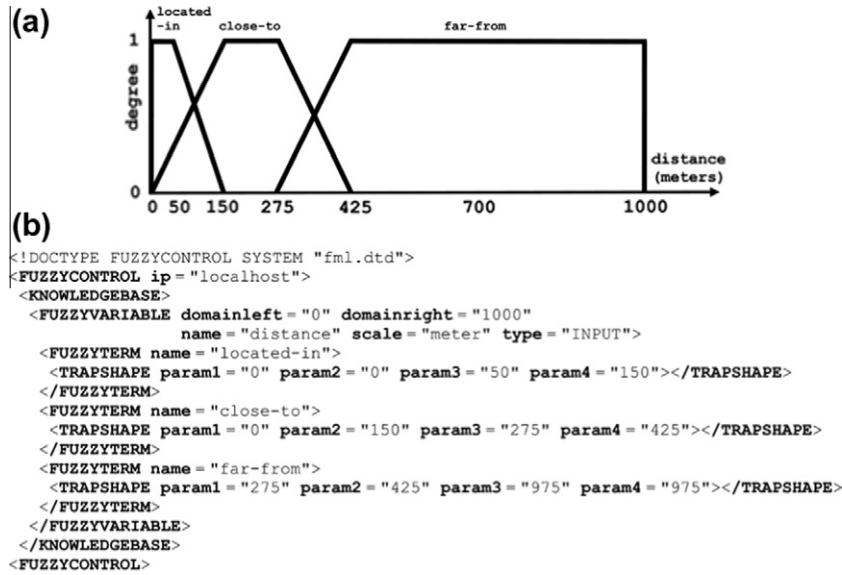 (a)
located
-in
close-to
far-from
1
degree
0
distance
(meters)
0 50 150 275 425 700 1000
(b)
<!DOCTYPE FUZZYCONTROL SYSTEM "fml.dtd">
<FUZZYCONTROL ip = "localhost">
<KNOWLEDGEBASE>
<FUZZYVARIABLE domainleft = "0" domainright = "1000"
name = "distance" scale = "meter" type = "INPUT">
<FUZZYTERM name = "located-in">
<TRAPSHAPE param1 = "0" param2 = "0" param3 = "50" param4 = "150"></TRAPSHAPE>
</FUZZYTERM>
<FUZZYTERM name = "close-to">
<TRAPSHAPE param1 = "0" param2 = "150" param3 = "275" param4 = "425"></TRAPSHAPE>
</FUZZYTERM>
<FUZZYTERM name = "far-from">
<TRAPSHAPE param1 = "275" param2 = "425" param3 = "975" param4 = "975"></TRAPSHAPE>
</FUZZYTERM>
</FUZZYVARIABLE>
</KNOWLEDGEBASE>
<FUZZYCONTROL>